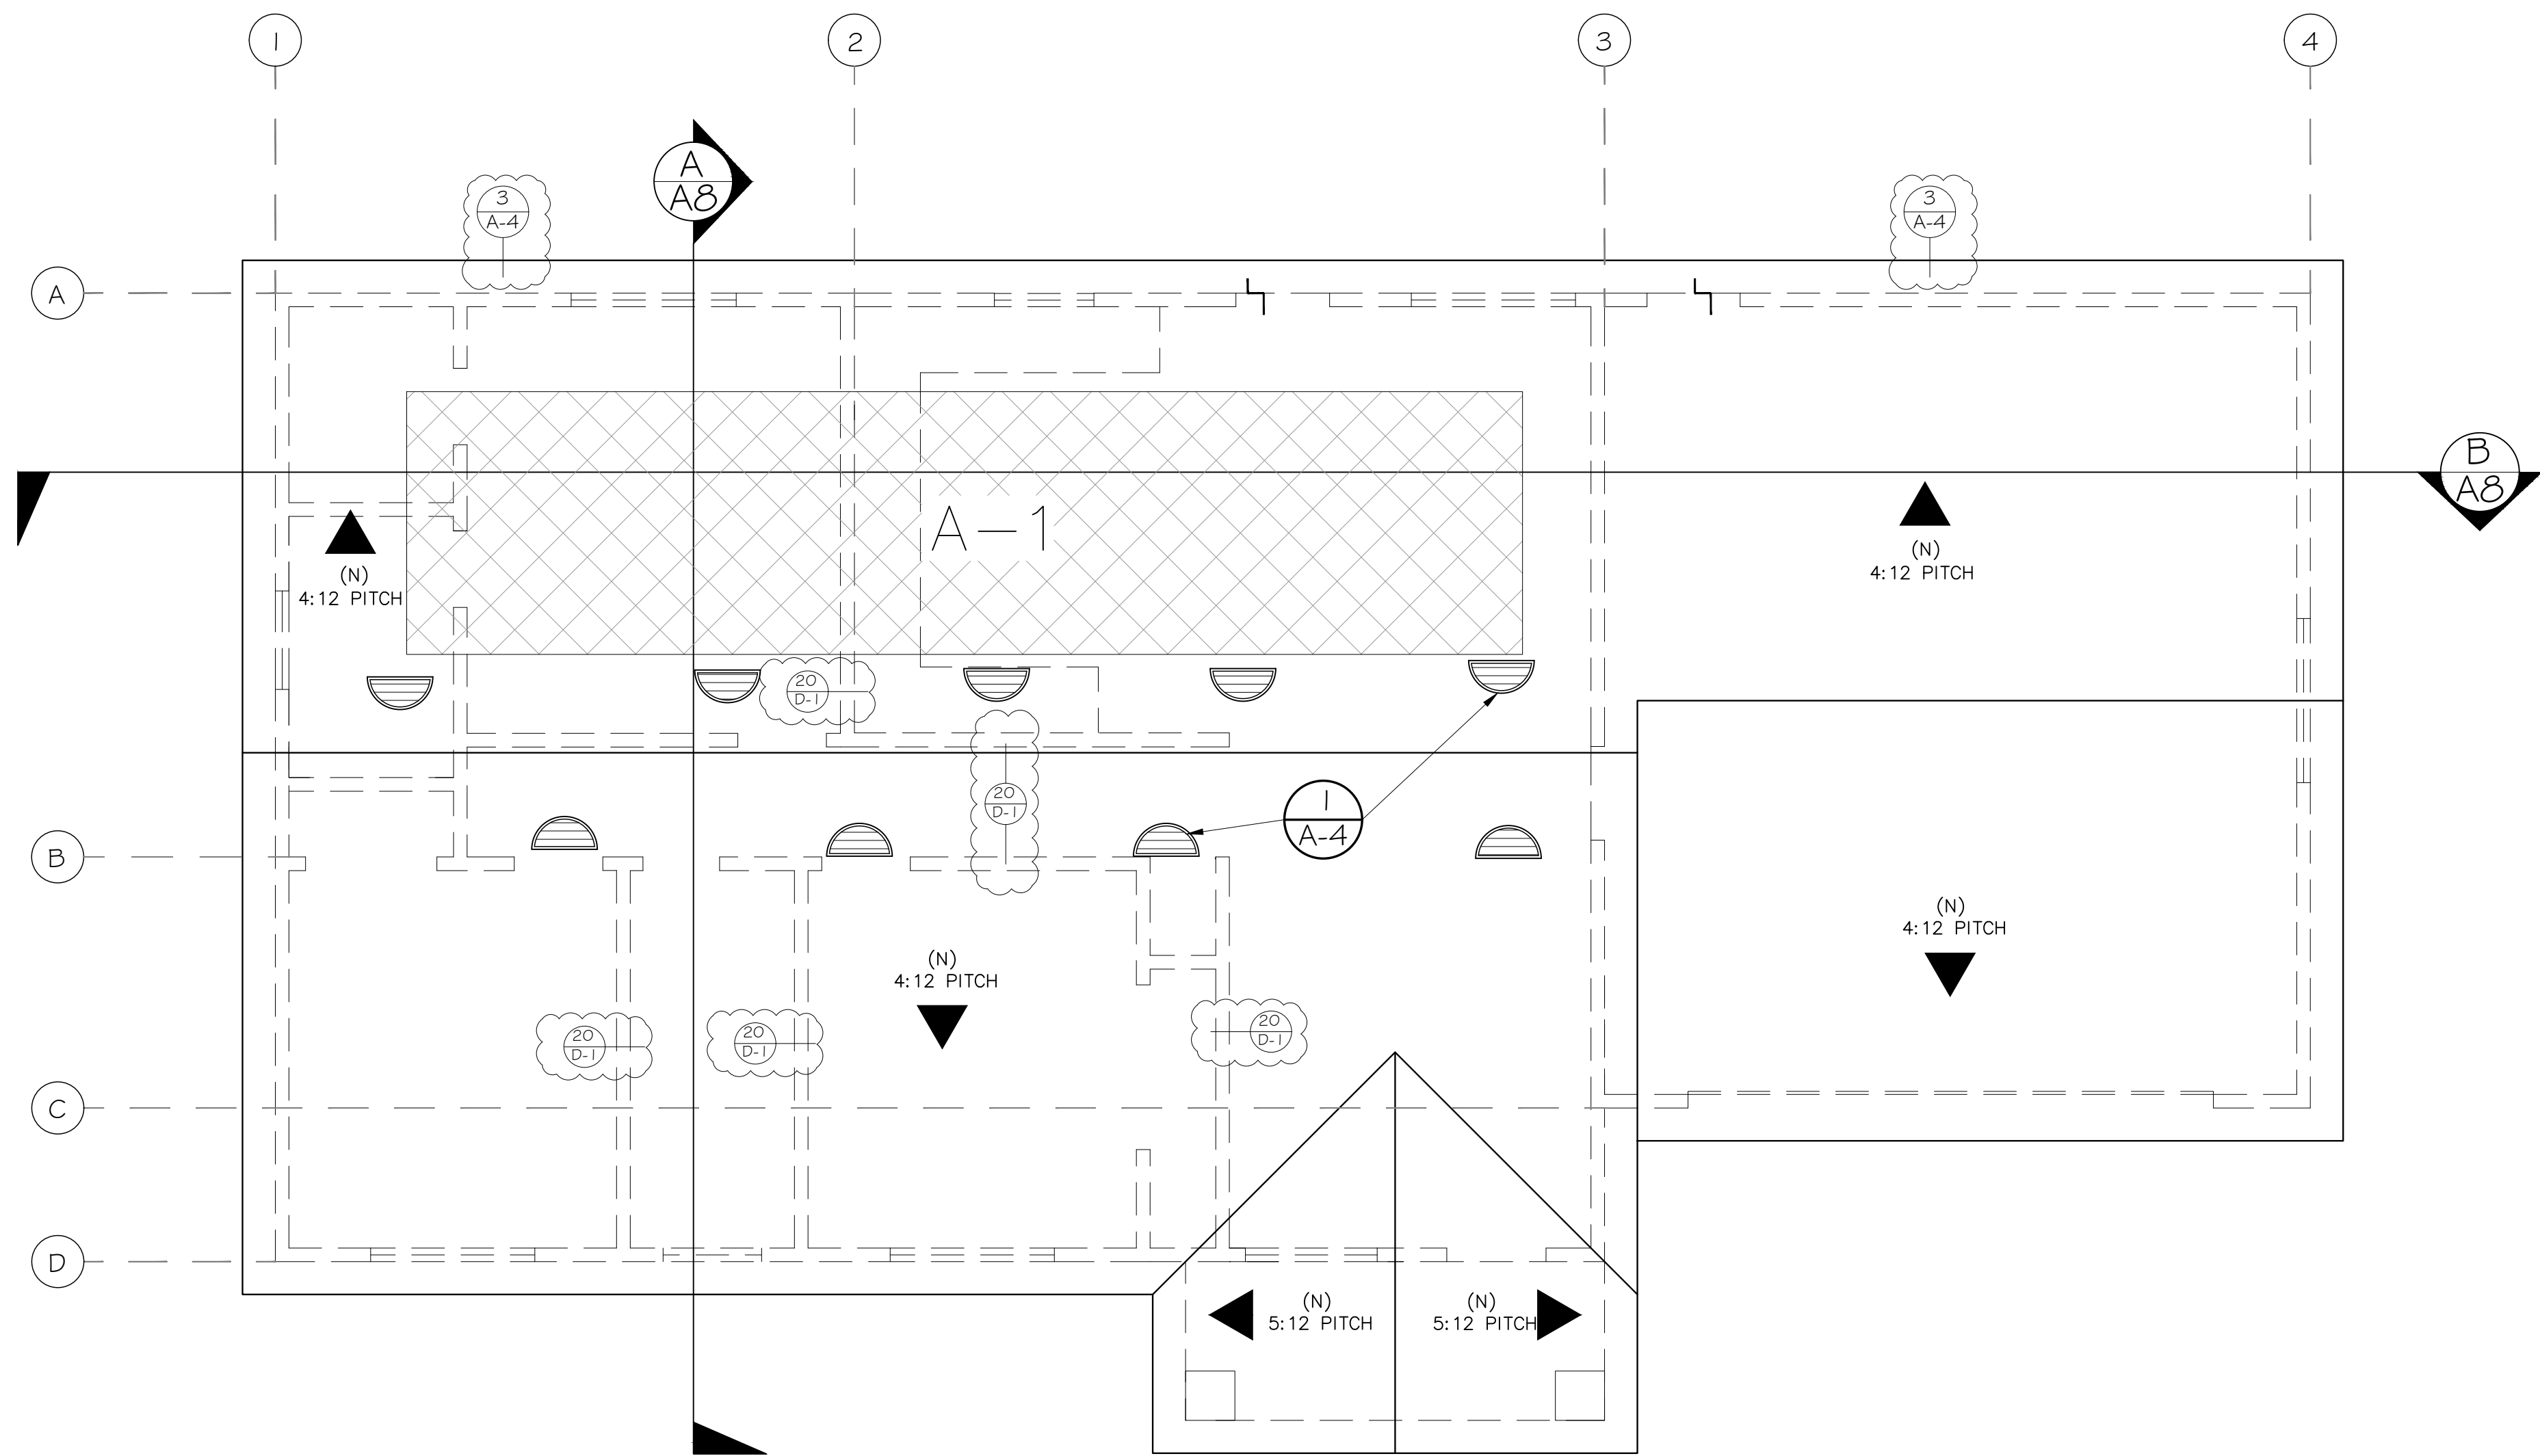 1
2
3
4
A
A8
3
A-4
3
A-4
A
B
A8
A-1
(N)
4:12 PITCH
(N)
4:12 PITCH
20
D-1
20
D-1
1
A-4
B
(N)
4:12 PITCH
(N)
4:12 PITCH
20
D-1
20
D-1
20
D-1
C
D
(N)
5:12 PITCH
(N)
5:12 PITCH